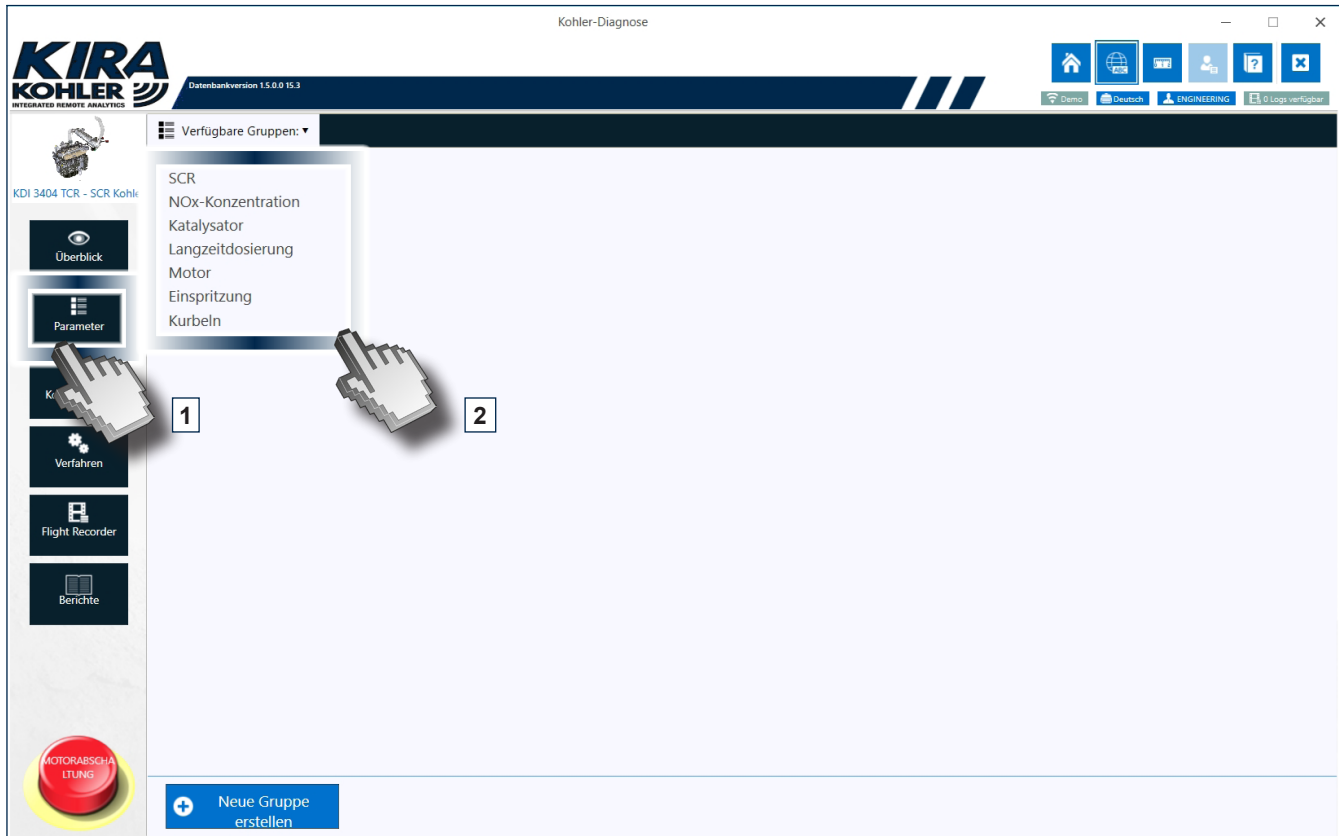 Kohler-Diagnose
KIRA
KOHLER
INTEGRATED REMOTE ANALYTICS
Datenbankversion 1.5.0.0 15.3
ABC
?
Demo
Deutsch
ENGINEERING
0 Logs verfügbar
Verfügbare Gruppen:
KDI 3404 TCR - SCR Kohle
SCR
NOx-Konzentration
Katalysator
Langzeitdosierung
Motor
Einspritzung
Kurbeln
Überblick
Parameter
1
2
Verfahren
Flight Recorder
Berichte
MOTORABSCHA
LTUNG
Neue Gruppe
erstellen